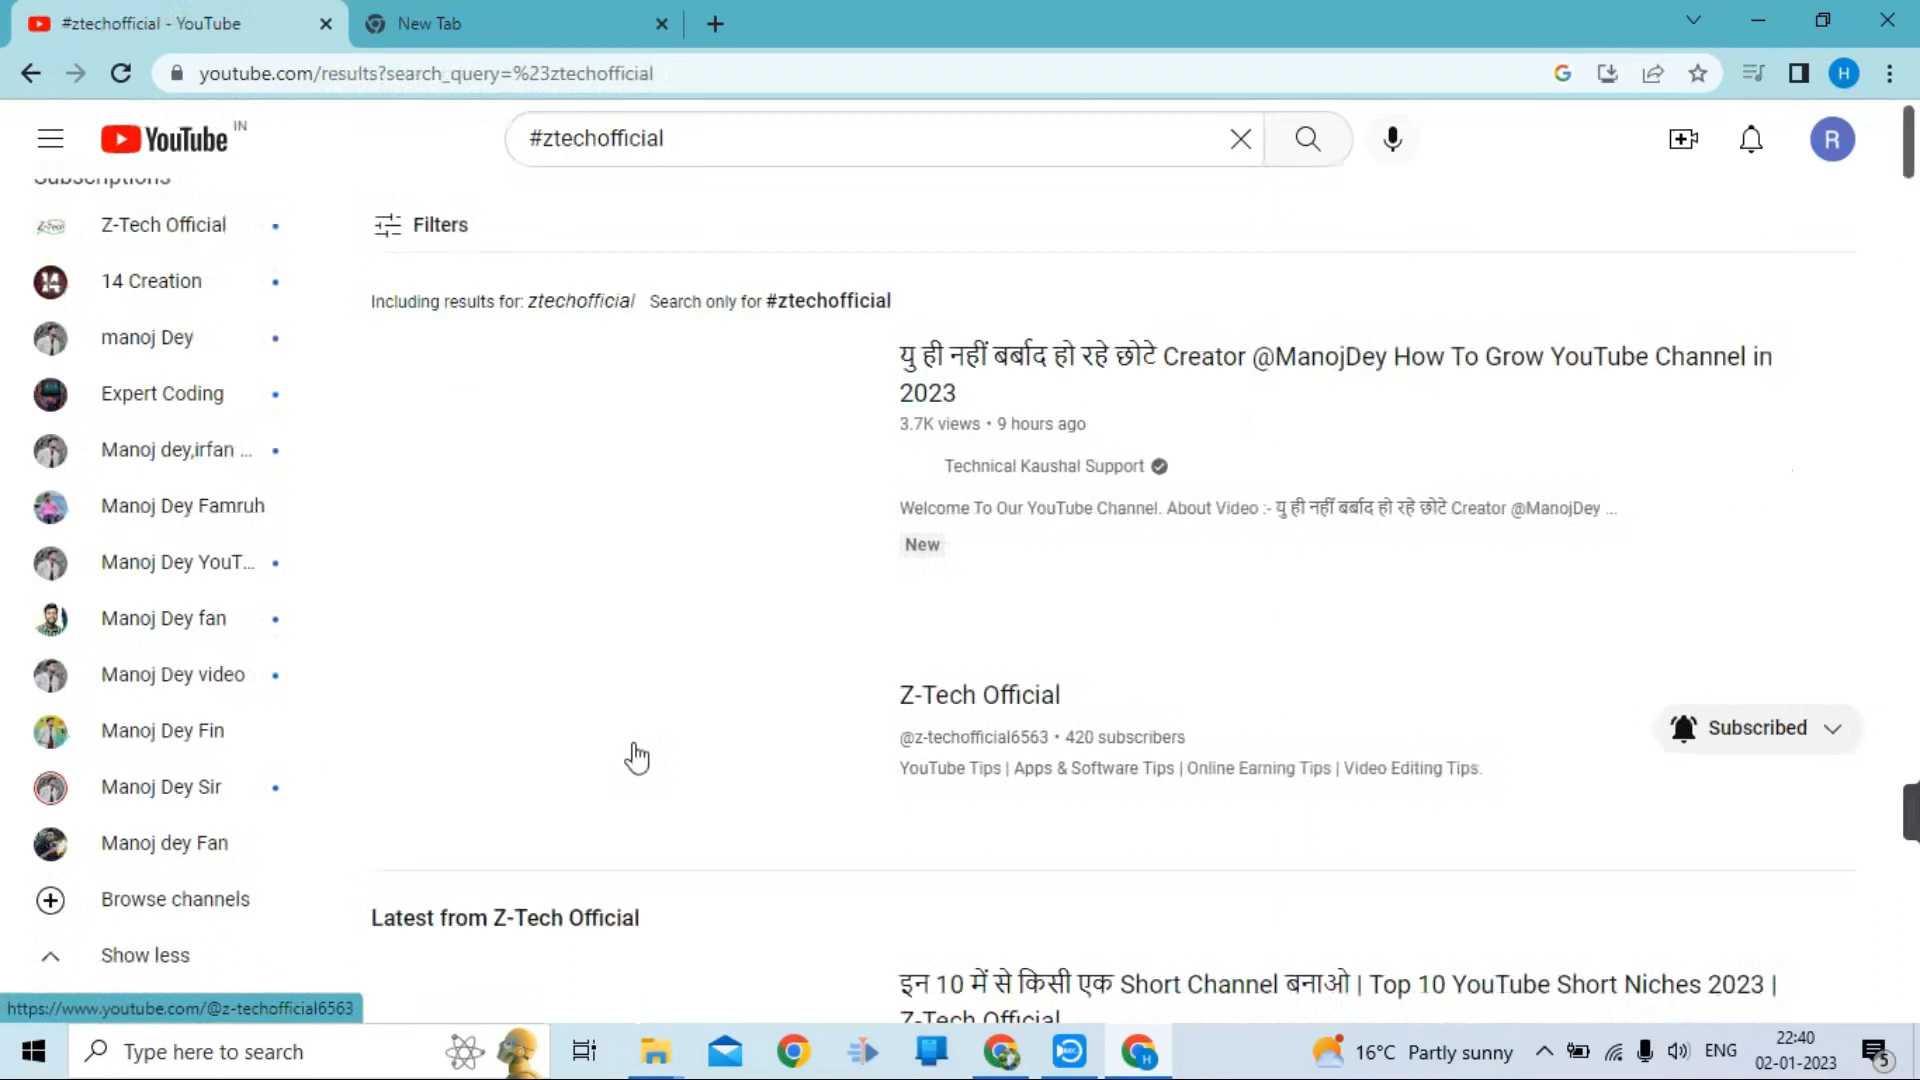 #ztechofficial - YouTube
New Tab
youtube.com/results?search_query=%23ztechofficial
H
YouTube IN
#ztechofficial
R
Subscriptions
Z-Tech Official
14 Creation
manoj Dey
Expert Coding
Manoj dey,irfan ...
Manoj Dey Famruh
Manoj Dey YouT...
Manoj Dey fan
Manoj Dey video
Manoj Dey Fin
Manoj Dey Sir
Manoj dey Fan
Browse channels
Show less
Filters
Including results for: ztechofficial Search only for #ztechofficial
यु ही नहीं बर्बाद हो रहे छोटे Creator @ManojDey How To Grow YouTube Channel in
2023
3.7K views • 9 hours ago
Technical Kaushal Support
Welcome To Our YouTube Channel. About Video :- यु ही नहीं बर्बाद हो रहे छोटे Creator @ManojDey ...
New
Z-Tech Official
@z-techofficial6563 • 420 subscribers
YouTube Tips | Apps & Software Tips | Online Earning Tips | Video Editing Tips.
Subscribed
Latest from Z-Tech Official
इन 10 में से किसी एक Short Channel बनाओ | Top 10 YouTube Short Niches 2023 |
Z-Tech Official
https://www.youtube.com/@z-techofficial6563
Type here to search
16°C Partly sunny
ENG
22:40
02-01-2023
5